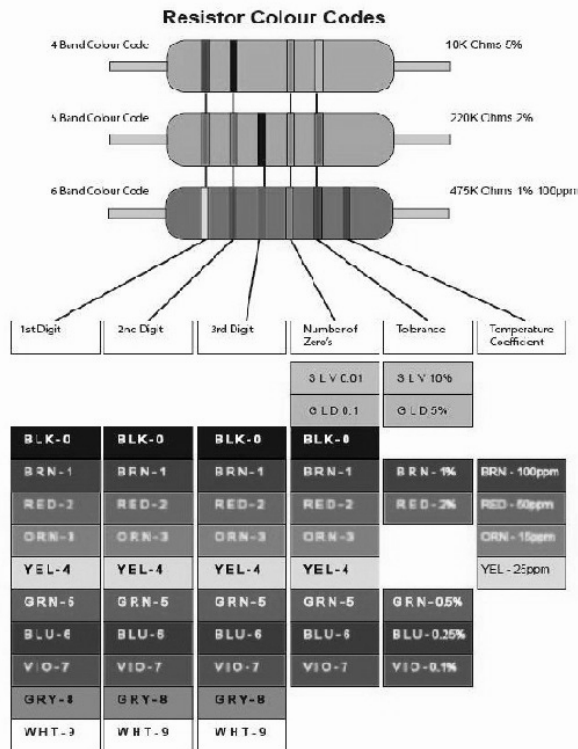 Resistor Colour Codes
4 Band Colour Code
10K Ohms 5%
5 Band Colour Code
220K Ohms 2%
6 Band Colour Code
475K Ohms 1% 100ppm
1st Digit 2nd Digit 3rd Digit Number of Zero's Tolerance Temperature Coefficient
SLV 0.01 SLV 10%
GLD 0.1 GLD 5%
BLK-0 BLK-0 BLK-0 BLK-0
BRN-1 BRN-1 BRN-1 BRN-1 BRN-1% BRN-100ppm
RED-2 RED-2 RED-2 RED-2 RED-2% RED-50ppm
ORN-3 ORN-3 ORN-3 ORN-3 ORN-15ppm
YEL-4 YEL-4 YEL-4 YEL-4 YEL-25ppm
GRN-5 GRN-5 GRN-5 GRN-5 GRN-0.5%
BLU-6 BLU-6 BLU-6 BLU-6 BLU-0.25%
VIO-7 VIO-7 VIO-7 VIO-7 VIO-0.1%
GRY-8 GRY-8 GRY-8
WHT-9 WHT-9 WHT-9